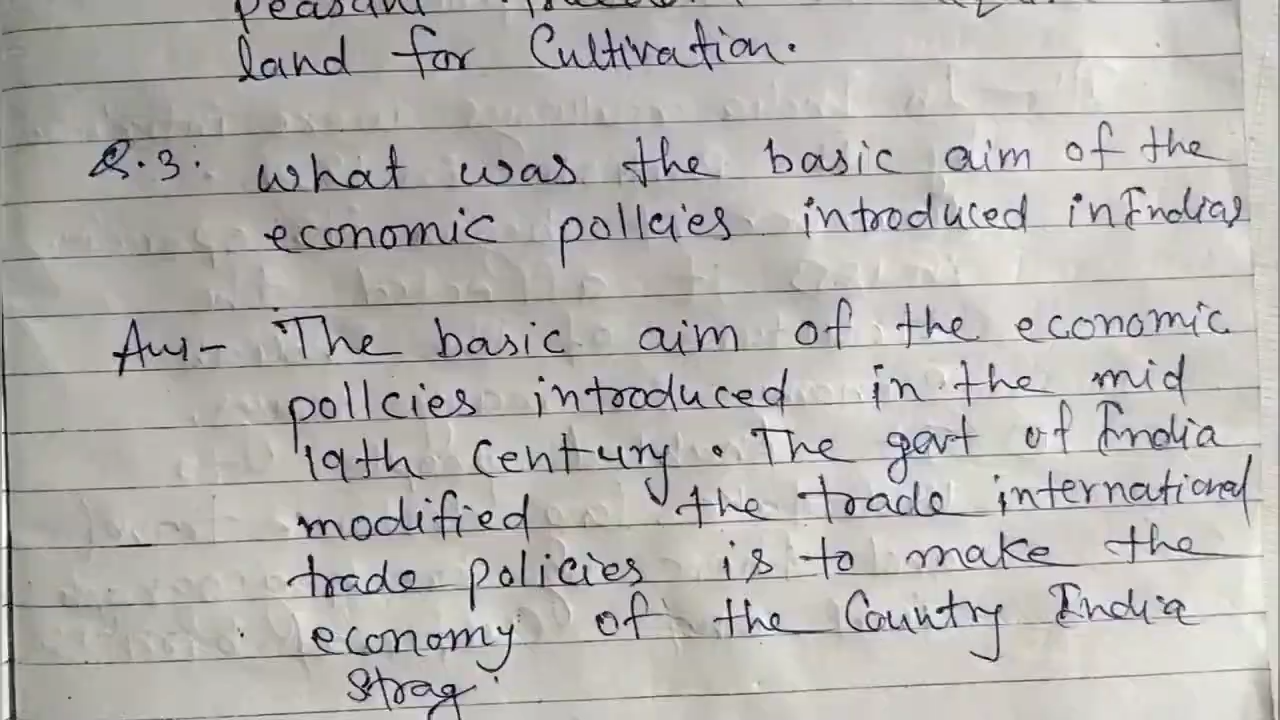 peasant
land for Cultivation.
Q.3: what was the basic aim of the
economic pollcies introduced in India?
Ans- The basic aim of the economic
pollcies introduced in the mid
19th Century. The govt of India
modified the trade international
trade policies is to make the
economy of the Country India
strag